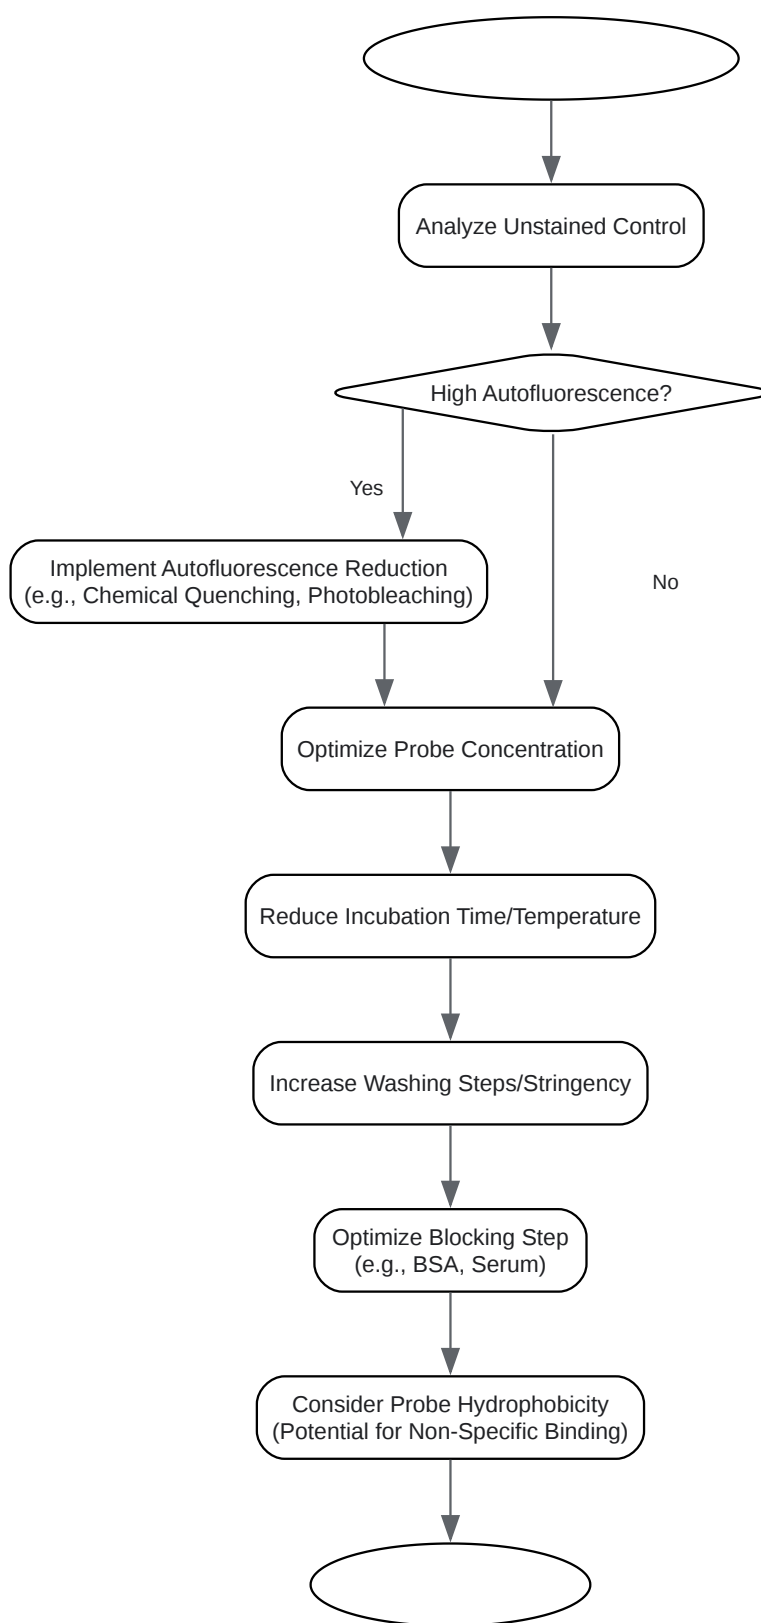 Analyze Unstained Control
High Autofluorescence?
Yes
Implement Autofluorescence Reduction
(e.g., Chemical Quenching, Photobleaching)
No
Optimize Probe Concentration
Reduce Incubation Time/Temperature
Increase Washing Steps/Stringency
Optimize Blocking Step
(e.g., BSA, Serum)
Consider Probe Hydrophobicity
(Potential for Non-Specific Binding)